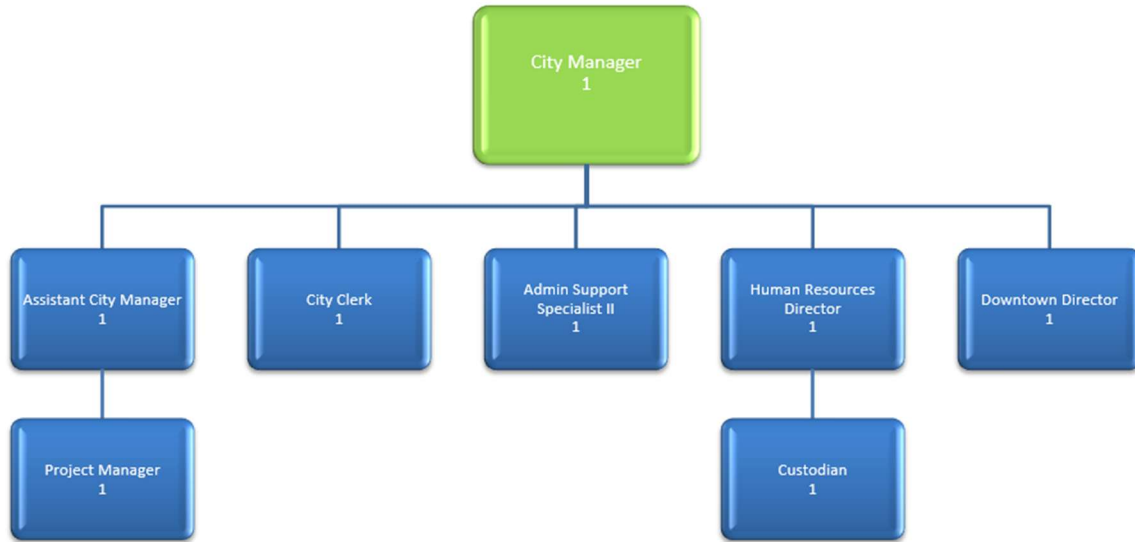 City Manager
1
Assistant City Manager
1
City Clerk
1
Admin Support
Specialist II
1
Human Resources
Director
1
Downtown Director
1
Project Manager
1
Custodian
1